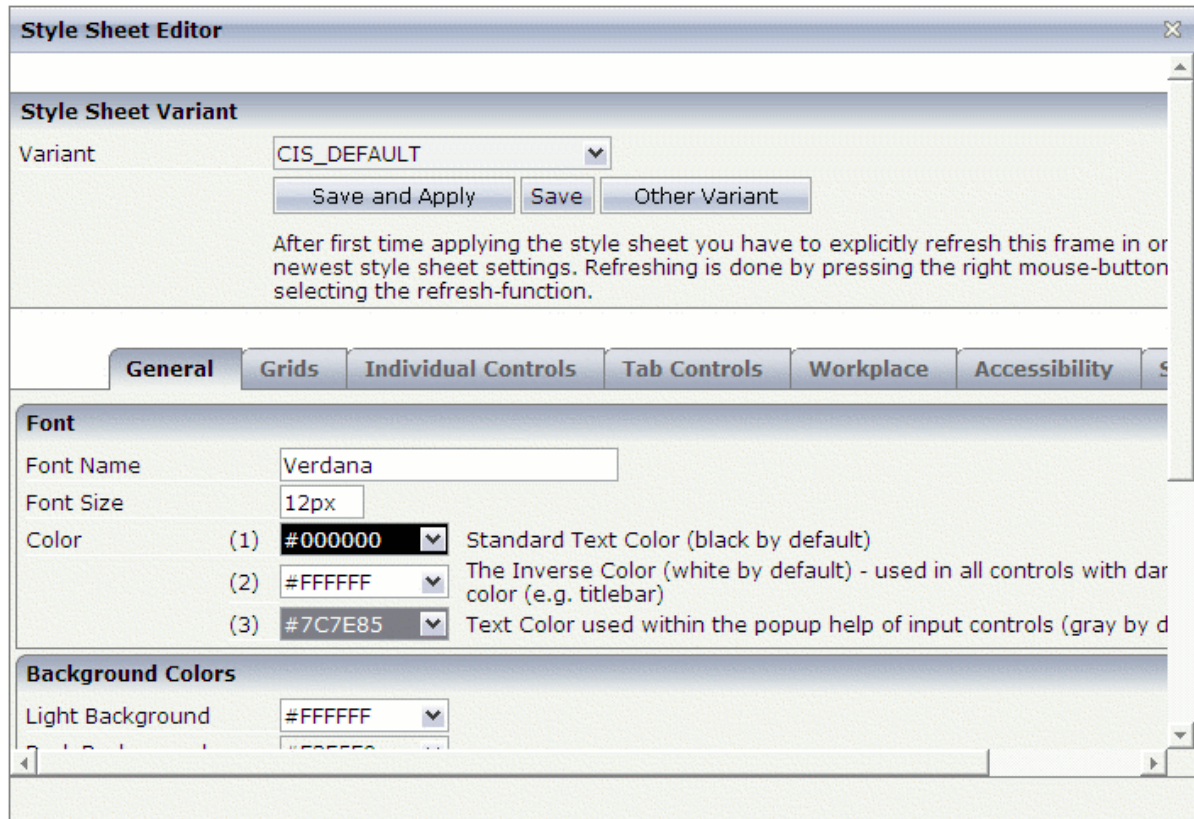 Style Sheet Editor
Style Sheet Variant
Variant CIS_DEFAULT
Save and Apply Save Other Variant
After first time applying the style sheet you have to explicitly refresh this frame in or
newest style sheet settings. Refreshing is done by pressing the right mouse-button
selecting the refresh-function.
General Grids Individual Controls Tab Controls Workplace Accessibility
Font
Font Name Verdana
Font Size 12px
Color (1) #000000 Standard Text Color (black by default)
(2) #FFFFFF The Inverse Color (white by default) - used in all controls with dar
color (e.g. titlebar)
(3) #7C7E85 Text Color used within the popup help of input controls (gray by d
Background Colors
Light Background #FFFFFF